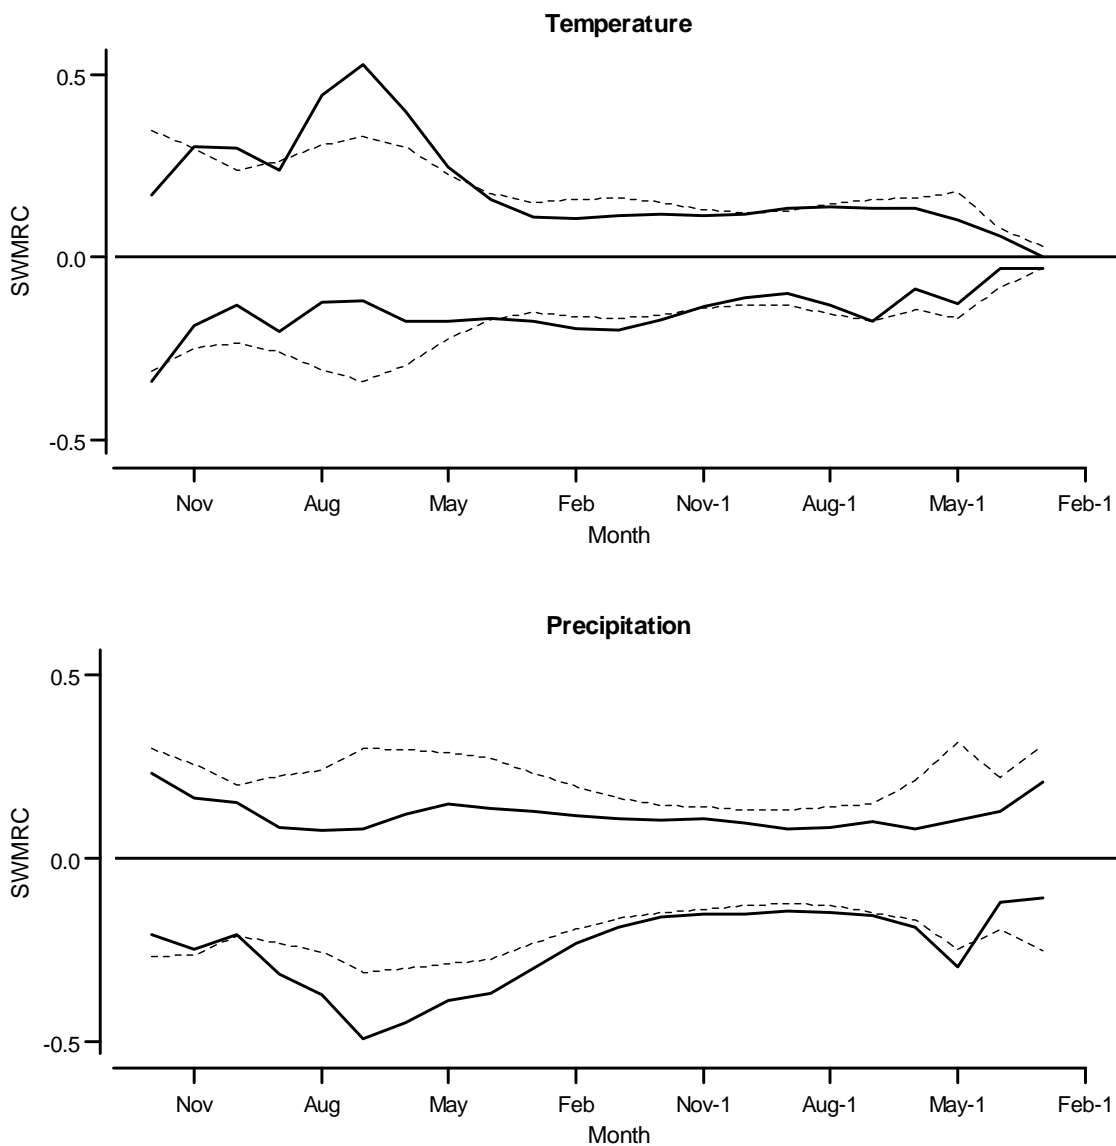 Temperature
0.5
0.0
-0.5
SWMRC
Nov Aug May Feb Nov-1 Aug-1 May-1 Feb-1
Month
Precipitation
0.5
0.0
-0.5
SWMRC
Nov Aug May Feb Nov-1 Aug-1 May-1 Feb-1
Month